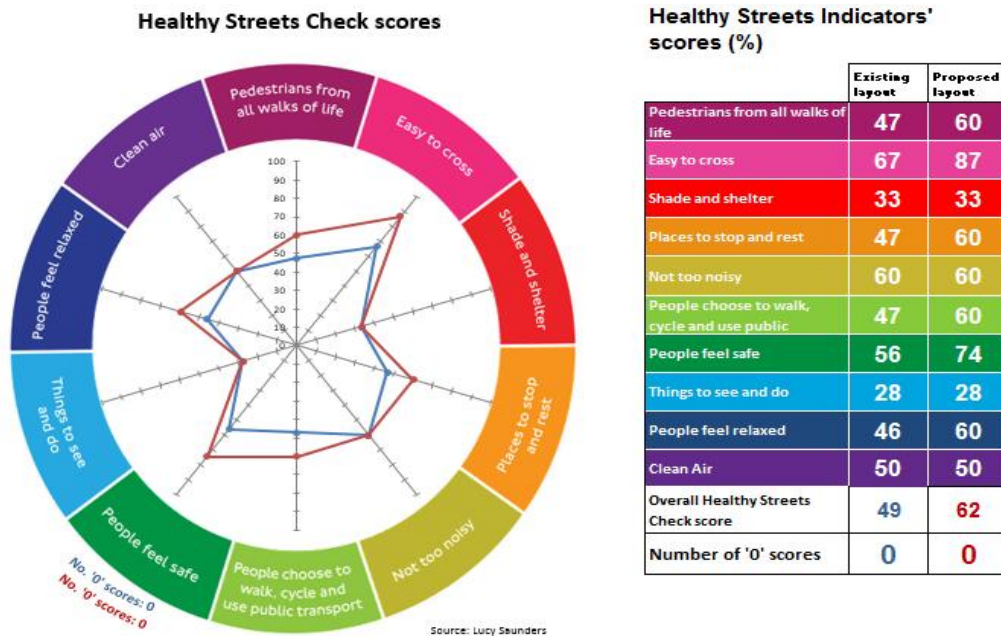 Healthy Streets Check scores
Pedestrians from
all walks of life
Easy to cross
Shade and shelter
Places to stop
and rest
Not too noisy
People choose to
walk, cycle and
use public transport
People feel safe
Things to see
and do
People feel relaxed
Clean air
100
90
80
70
60
50
40
30
20
10
0
No. '0' scores: 0
No. '0' scores: 0
Source: Lucy Saunders
Healthy Streets Indicators'
scores (%)
Existing layout Proposed layout
Pedestrians from all walks of life 47 60
Easy to cross 67 87
Shade and shelter 33 33
Places to stop and rest 47 60
Not too noisy 60 60
People choose to walk, cycle and use public 47 60
People feel safe 56 74
Things to see and do 28 28
People feel relaxed 46 60
Clean Air 50 50
Overall Healthy Streets Check score 49 62
Number of '0' scores 0 0